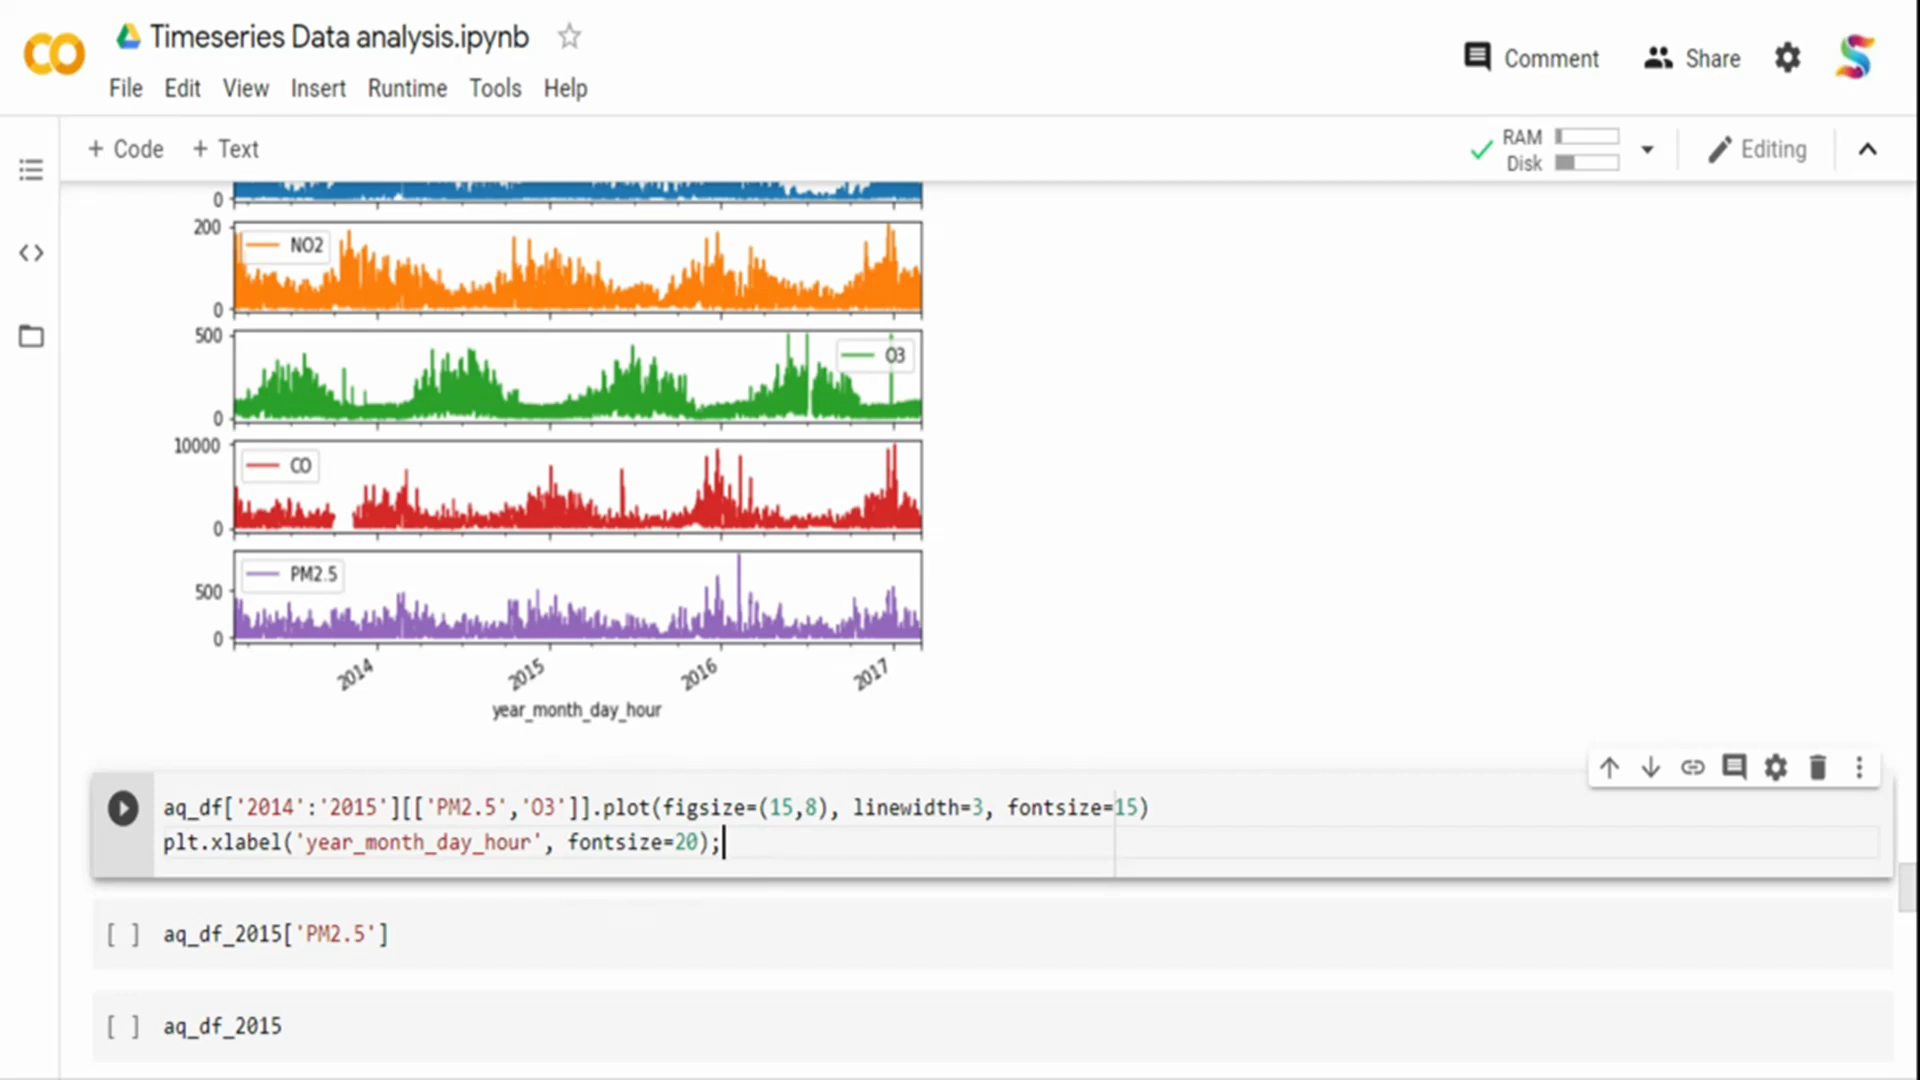 Timeseries Data analysis.ipynb
Comment
Share
File Edit View Insert Runtime Tools Help
+ Code + Text
RAM
Disk
Editing
0
200
NO2
0
500
O3
0
10000
CO
0
PM2.5
500
0
2014 2015 2016 2017
year_month_day_hour
aq_df['2014':'2015'][['PM2.5','O3']].plot(figsize=(15,8), linewidth=3, fontsize=15)
plt.xlabel('year_month_day_hour', fontsize=20);
[ ] aq_df_2015['PM2.5']
[ ] aq_df_2015